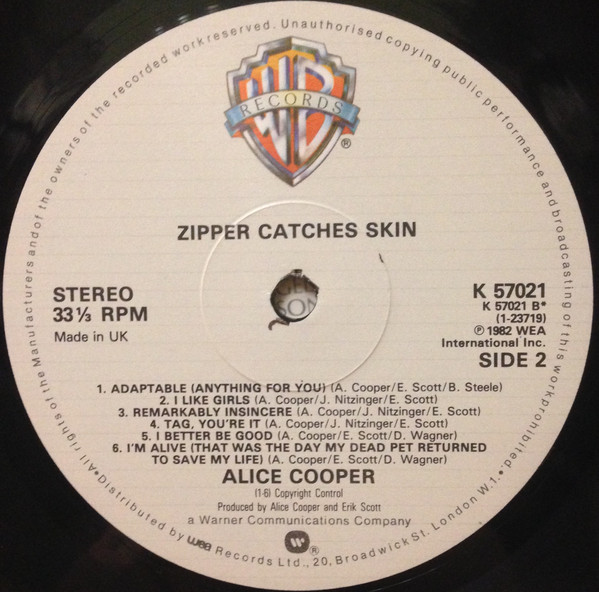 WB
RECORDS
®
ZIPPER CATCHES SKIN
STEREO
33⅓ RPM
Made in UK
K 57021
K 57021 B*
(1-23719)
℗ 1982 WEA
International Inc.
SIDE 2
1. ADAPTABLE (ANYTHING FOR YOU) (A. Cooper/E. Scott/B. Steele)
2. I LIKE GIRLS (A. Cooper/J. Nitzinger/E. Scott)
3. REMARKABLY INSINCERE (A. Cooper/J. Nitzinger/E. Scott)
4. TAG, YOU'RE IT (A. Cooper/J. Nitzinger/E. Scott)
5. I BETTER BE GOOD (A. Cooper/E. Scott/D. Wagner)
6. I'M ALIVE (THAT WAS THE DAY MY DEAD PET RETURNED
TO SAVE MY LIFE) (A. Cooper/E. Scott/D. Wagner)
ALICE COOPER
(1-6) Copyright Control
Produced by Alice Cooper and Erik Scott
a Warner Communications Company
®
All rights of the Manufacturers and of the owners of the recorded work reserved. Unauthorised copying public performance and broadcasting of this work prohibited.
Distributed by wea Records Ltd., 20, Broadwick St. London W.1.